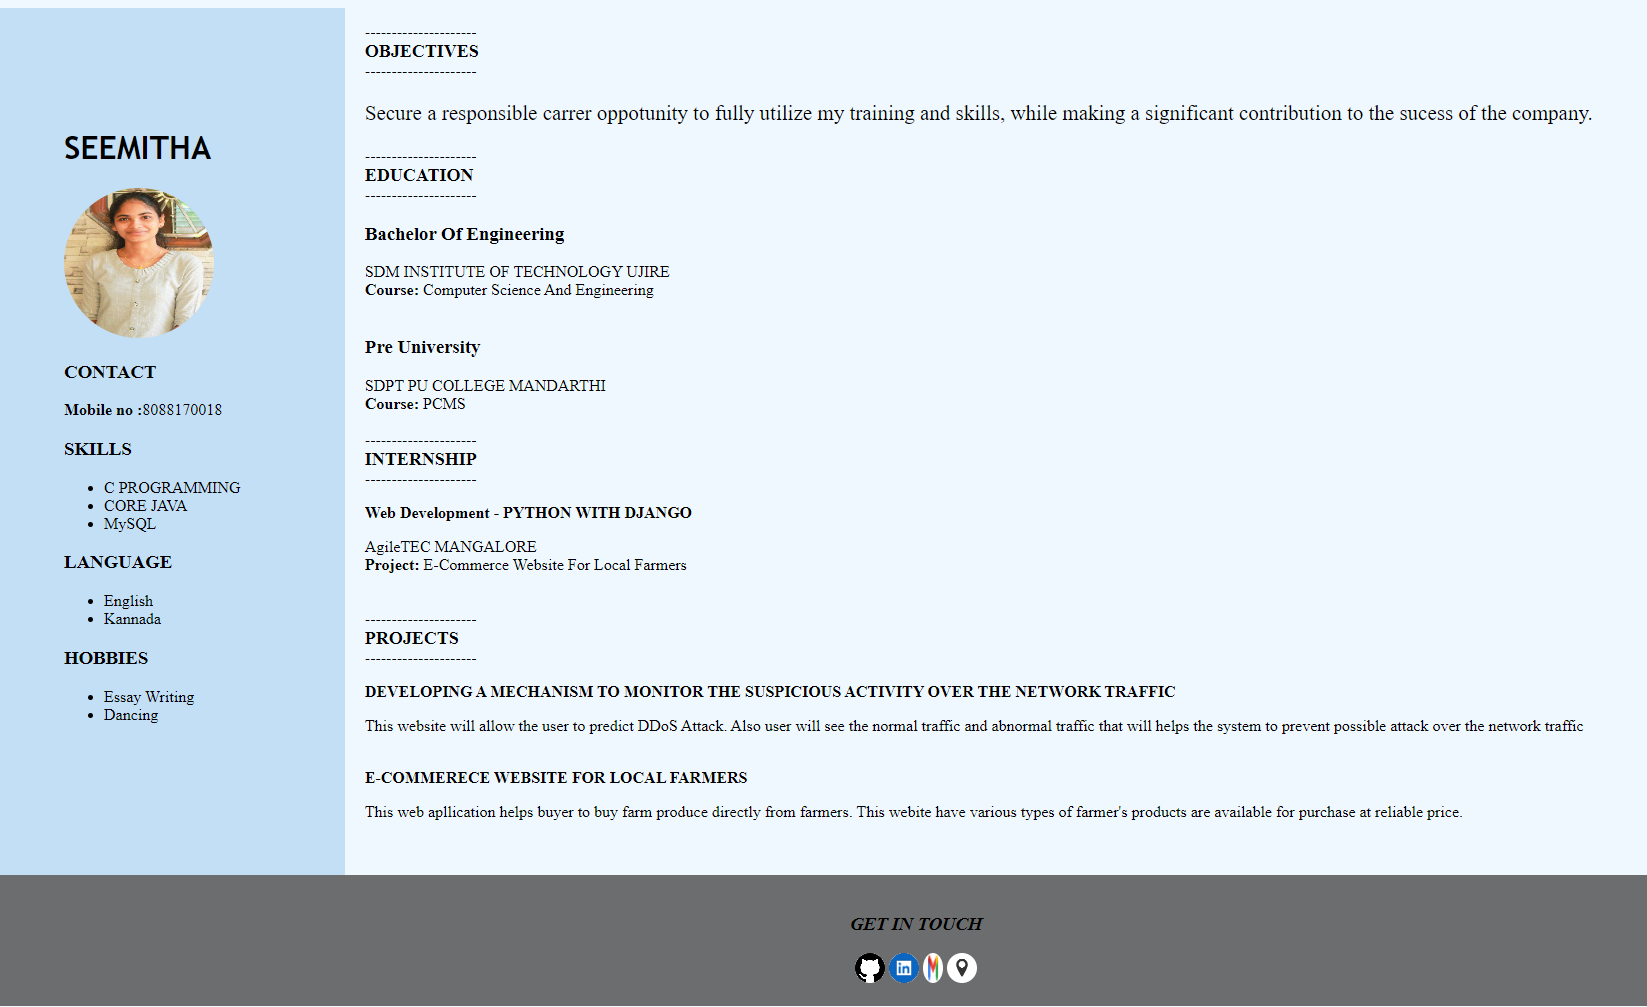 SEEMITHA
CONTACT
Mobile no :8088170018
SKILLS
C PROGRAMMING
CORE JAVA
MySQL
LANGUAGE
English
Kannada
HOBBIES
Essay Writing
Dancing
---------------------
OBJECTIVES
---------------------
Secure a responsible carrer oppotunity to fully utilize my training and skills, while making a significant contribution to the sucess of the company.
---------------------
EDUCATION
---------------------
Bachelor Of Engineering
SDM INSTITUTE OF TECHNOLOGY UJIRE
Course: Computer Science And Engineering
Pre University
SDPT PU COLLEGE MANDARTHI
Course: PCMS
---------------------
INTERNSHIP
---------------------
Web Development - PYTHON WITH DJANGO
AgileTEC MANGALORE
Project: E-Commerce Website For Local Farmers
---------------------
PROJECTS
---------------------
DEVELOPING A MECHANISM TO MONITOR THE SUSPICIOUS ACTIVITY OVER THE NETWORK TRAFFIC
This website will allow the user to predict DDoS Attack. Also user will see the normal traffic and abnormal traffic that will helps the system to prevent possible attack over the network traffic
E-COMMERECE WEBSITE FOR LOCAL FARMERS
This web apllication helps buyer to buy farm produce directly from farmers. This webite have various types of farmer's products are available for purchase at reliable price.
GET IN TOUCH
in M